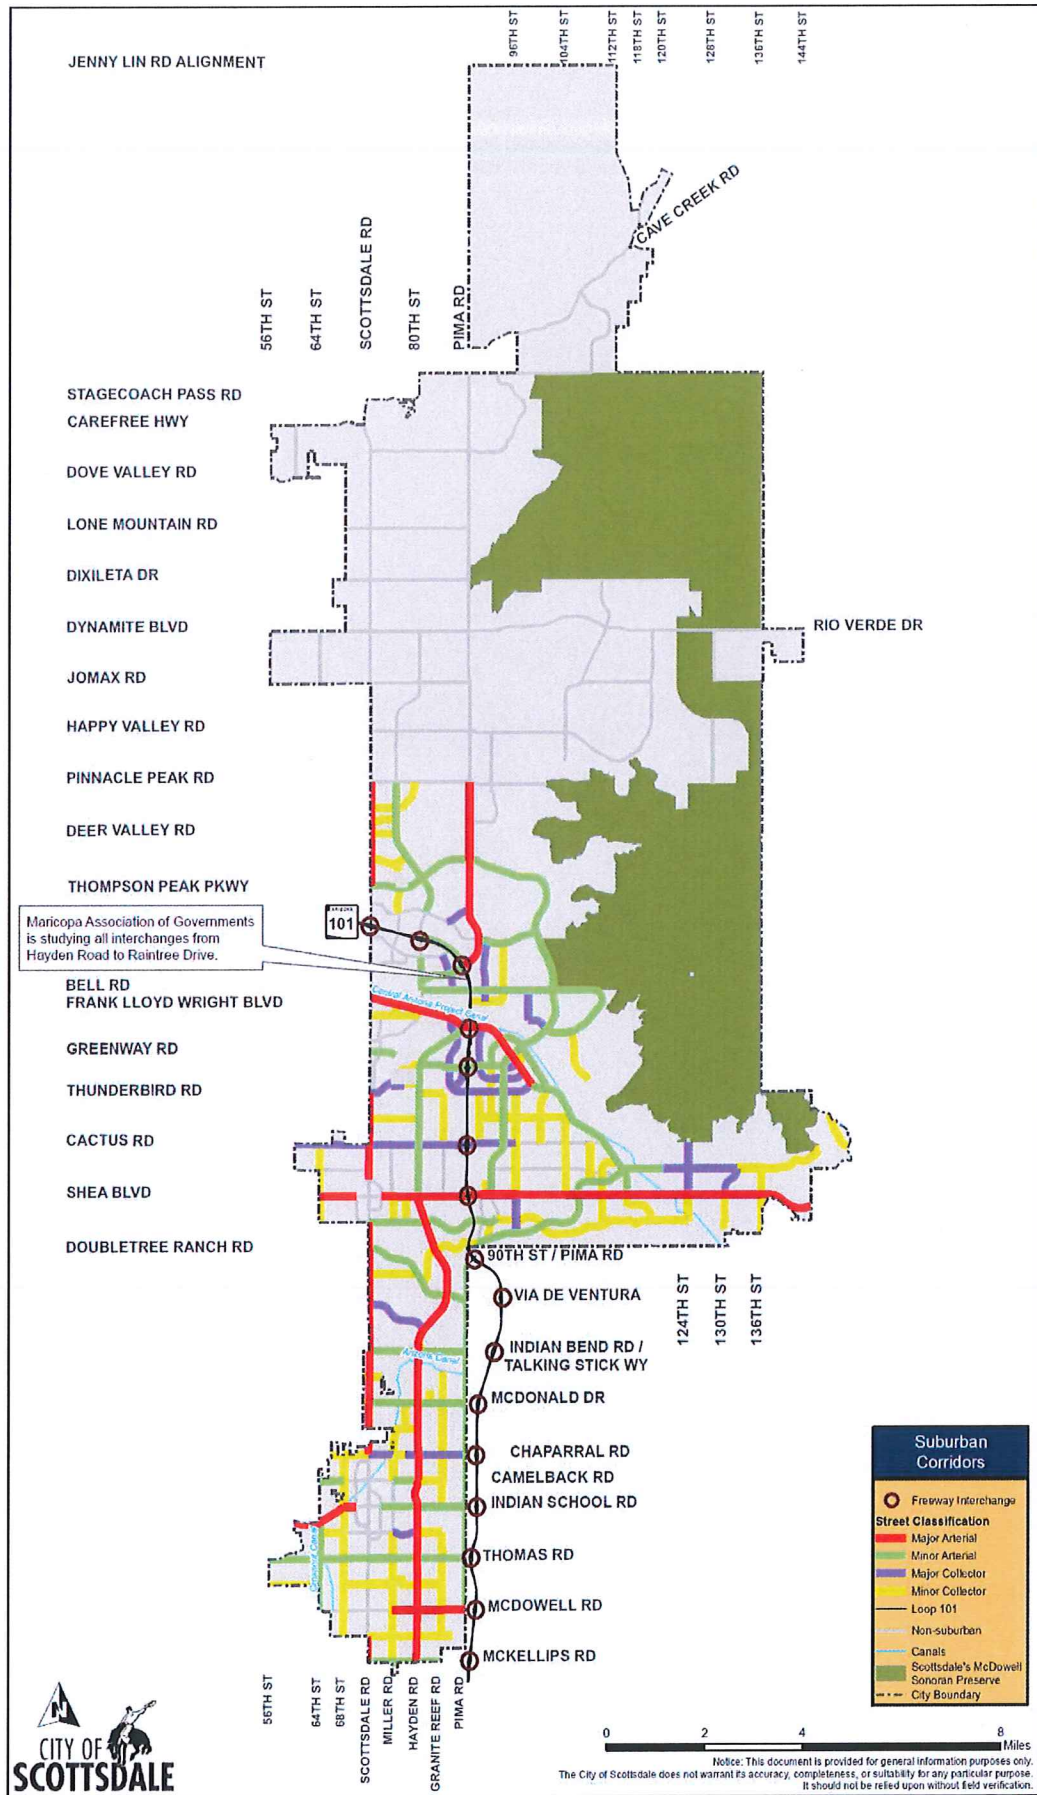 96TH ST
104TH ST
112TH ST
118TH ST
120TH ST
128TH ST
136TH ST
144TH ST
JENNY LIN RD ALIGNMENT
CAVE CREEK RD
56TH ST
64TH ST
SCOTTSDALE RD
80TH ST
PIMA RD
STAGECOACH PASS RD
CAREFREE HWY
DOVE VALLEY RD
LONE MOUNTAIN RD
DIXILETA DR
DYNAMITE BLVD
RIO VERDE DR
JOMAX RD
HAPPY VALLEY RD
PINNACLE PEAK RD
DEER VALLEY RD
THOMPSON PEAK PKWY
ARIZONA
101
Maricopa Association of Governments
is studying all interchanges from
Hayden Road to Raintree Drive.
BELL RD
FRANK LLOYD WRIGHT BLVD
Central Arizona Project Canal
GREENWAY RD
THUNDERBIRD RD
CACTUS RD
SHEA BLVD
DOUBLETREE RANCH RD
90TH ST / PIMA RD
VIA DE VENTURA
124TH ST
130TH ST
136TH ST
INDIAN BEND RD /
TALKING STICK WY
Arizona Canal
MCDONALD DR
CHAPARRAL RD
CAMELBACK RD
INDIAN SCHOOL RD
Crosscut Canal
THOMAS RD
MCDOWELL RD
MCKELLIPS RD
56TH ST
64TH ST
68TH ST
SCOTTSDALE RD
MILLER RD
HAYDEN RD
GRANITE REEF RD
PIMA RD
Suburban
Corridors
Freeway Interchange
Street Classification
Major Arterial
Minor Arterial
Major Collector
Minor Collector
Loop 101
Non-suburban
Canals
Scottsdale's McDowell
Sonoran Preserve
City Boundary
N
CITY OF
SCOTTSDALE
0 2 4 8
Miles
Notice: This document is provided for general information purposes only.
The City of Scottsdale does not warrant its accuracy, completeness, or suitability for any particular purpose.
It should not be relied upon without field verification.